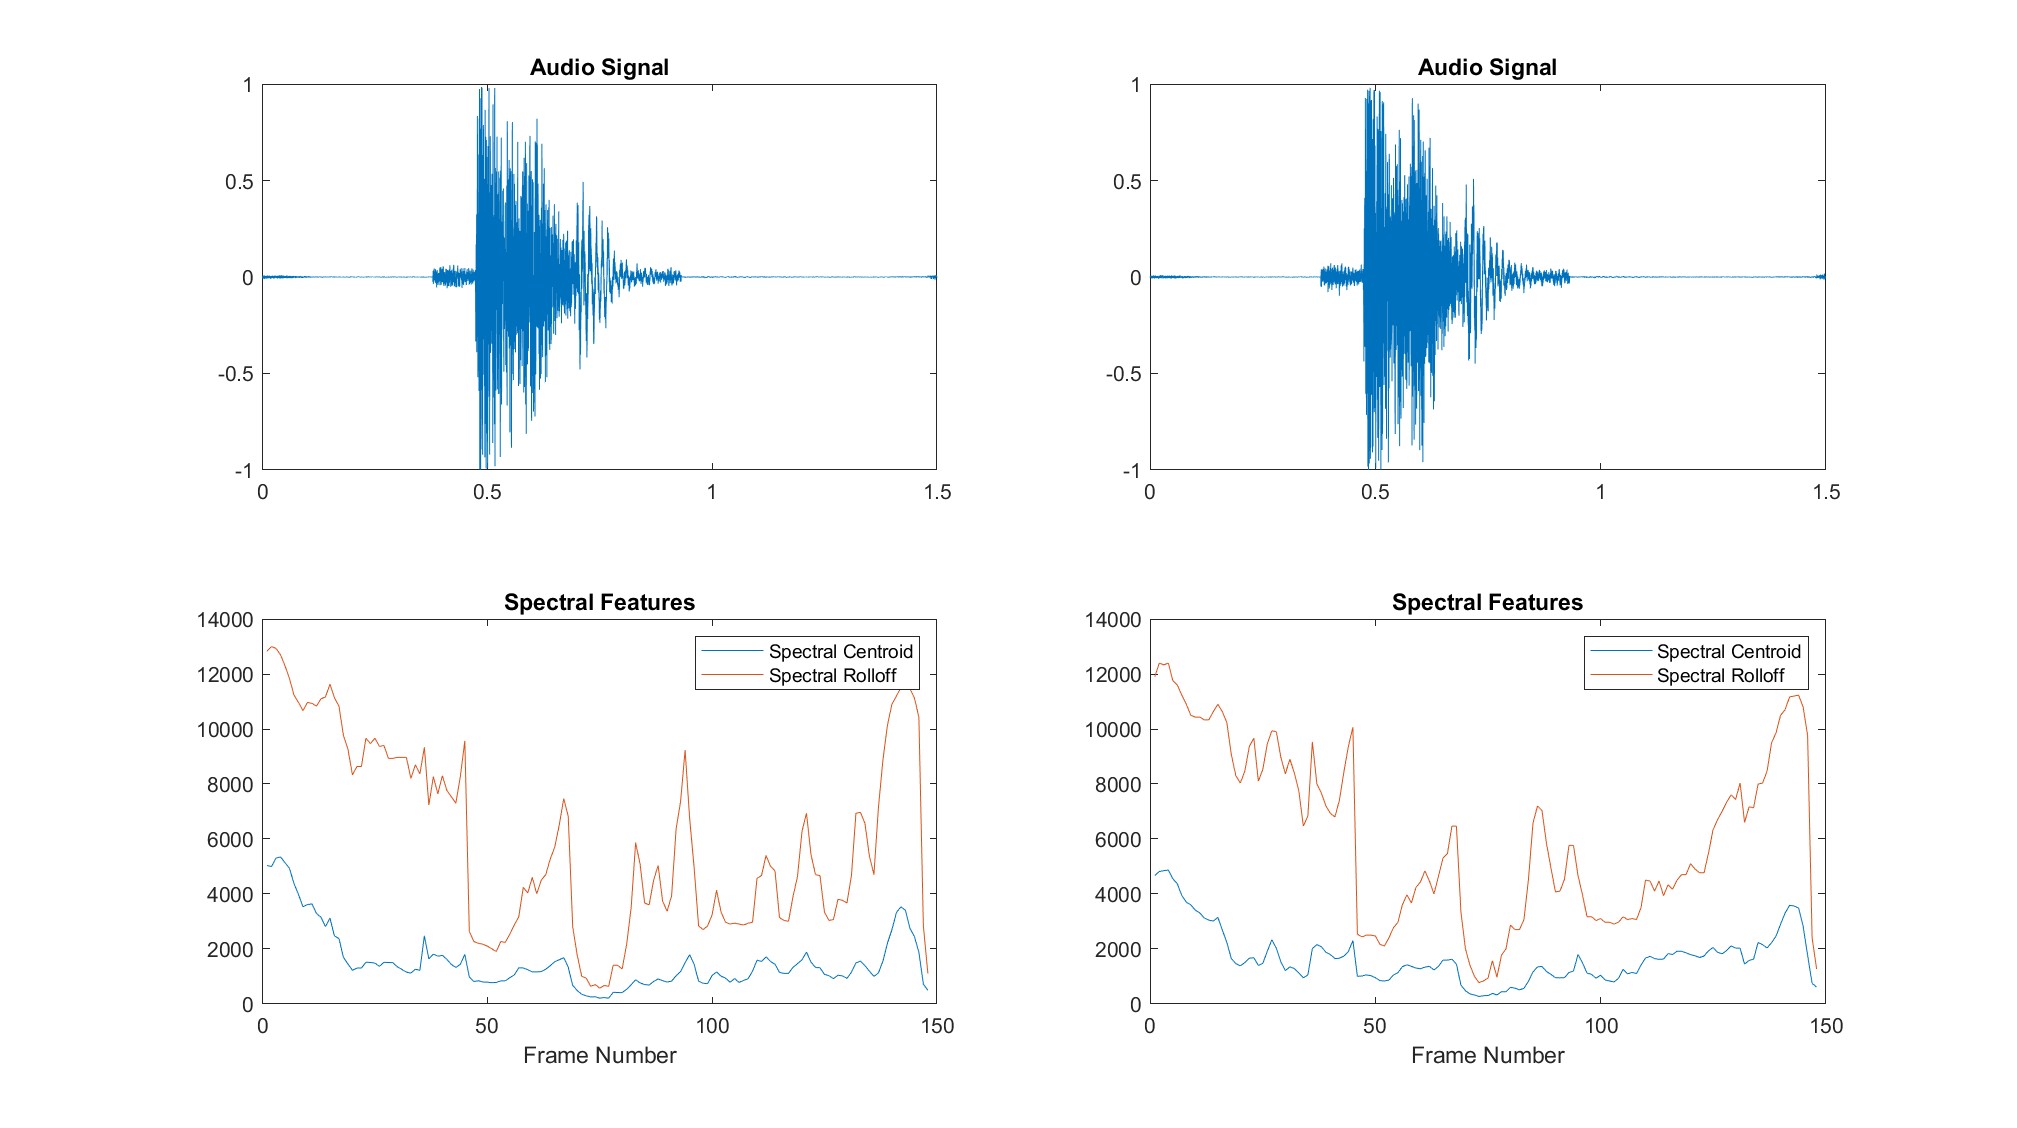 Audio Signal
1
0.5
0
-0.5
-1
0 0.5 1 1.5
Audio Signal
1
0.5
0
-0.5
-1
0 0.5 1 1.5
Spectral Features
14000
12000
10000
8000
6000
4000
2000
0
Spectral Centroid
Spectral Rolloff
0 50 100 150
Frame Number
Spectral Features
14000
12000
10000
8000
6000
4000
2000
0
Spectral Centroid
Spectral Rolloff
0 50 100 150
Frame Number